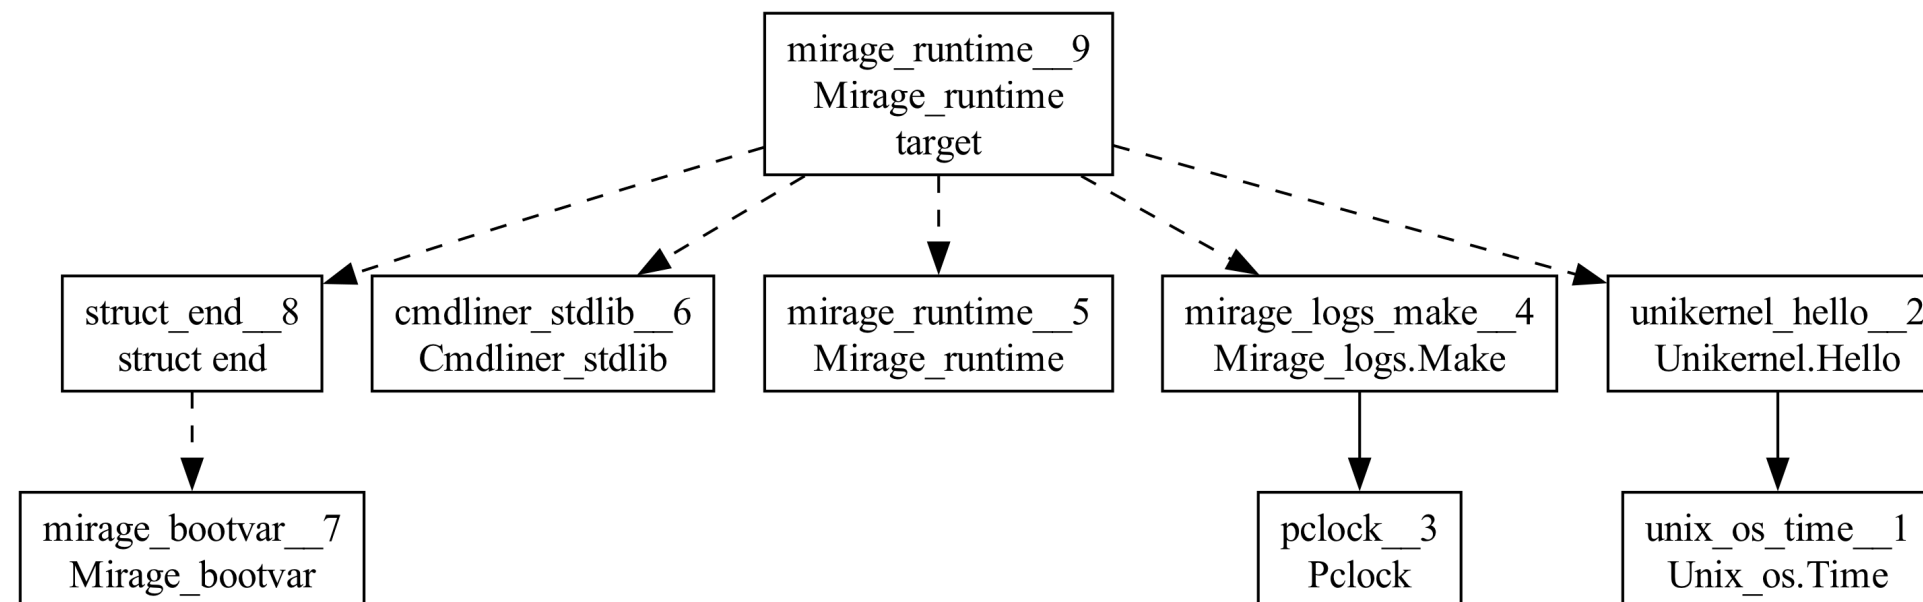 mirage_runtime__9
Mirage_runtime
target
struct_end__8
struct end
cmdliner_stdlib__6
Cmdliner_stdlib
mirage_runtime__5
Mirage_runtime
mirage_logs_make__4
Mirage_logs.Make
unikernel_hello__2
Unikernel.Hello
mirage_bootvar__7
Mirage_bootvar
pclock__3
Pclock
unix_os_time__1
Unix_os.Time